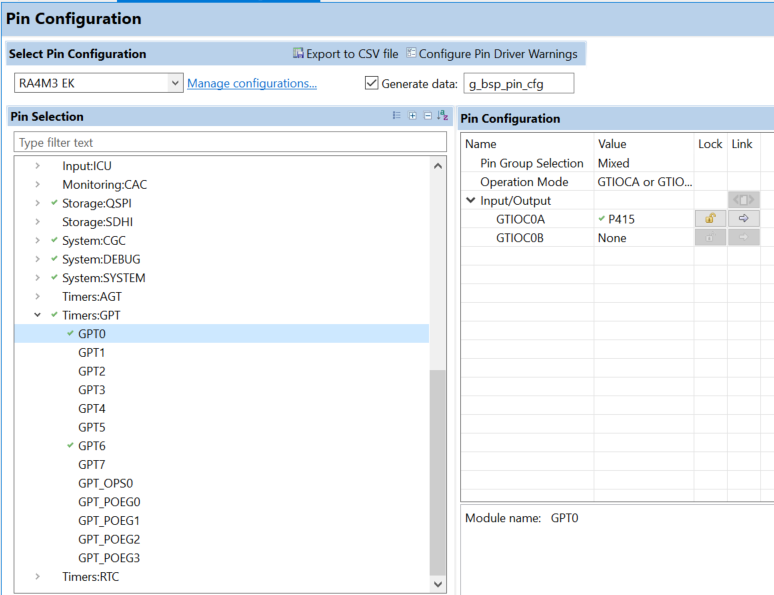 Pin Configuration
Select Pin Configuration
Export to CSV file
Configure Pin Driver Warnings
RA4M3 EK
Manage configurations...
Generate data:
g_bsp_pin_cfg
Pin Selection
Type filter text
Input:ICU
Monitoring:CAC
Storage:QSPI
Storage:SDHI
System:CGC
System:DEBUG
System:SYSTEM
Timers:AGT
Timers:GPT
GPT0
GPT1
GPT2
GPT3
GPT4
GPT5
GPT6
GPT7
GPT_OPS0
GPT_POEG0
GPT_POEG1
GPT_POEG2
GPT_POEG3
Timers:RTC
Pin Configuration
Name Value Lock Link
Pin Group Selection Mixed
Operation Mode GTIOCA or GTIO...
Input/Output
GTIOC0A P415
GTIOC0B None
Module name: GPT0